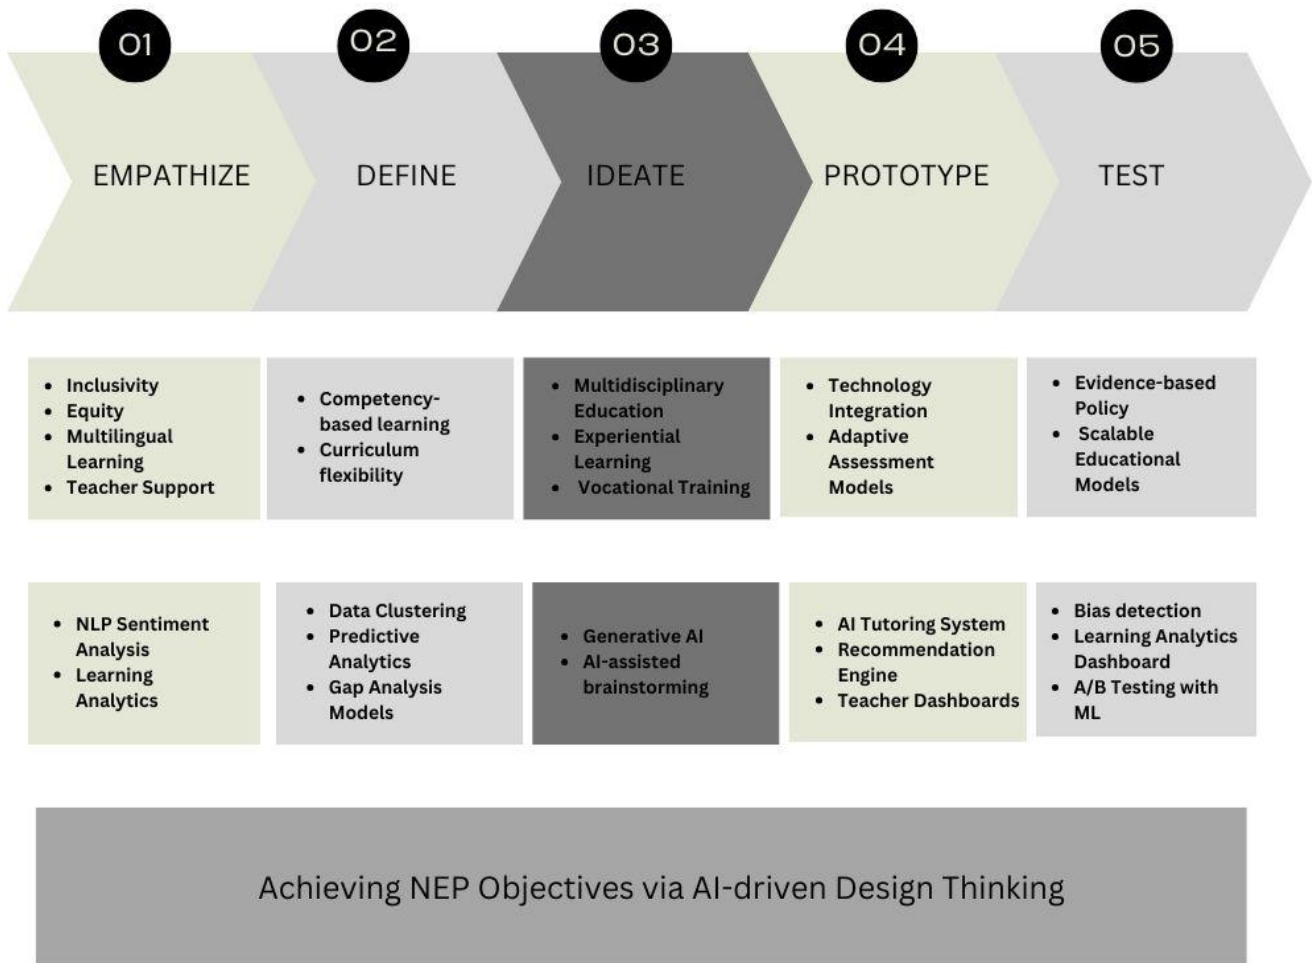 01
02
03
04
05
EMPATHIZE
DEFINE
IDEATE
PROTOTYPE
TEST
• Inclusivity
• Equity
• Multilingual
Learning
• Teacher Support
• Competency-
based learning
• Curriculum
flexibility
• Multidisciplinary
Education
• Experiential
Learning
• Vocational Training
• Technology
Integration
• Adaptive
Assessment
Models
• Evidence-based
Policy
• Scalable
Educational
Models
• NLP Sentiment
Analysis
• Learning
Analytics
• Data Clustering
• Predictive
Analytics
• Gap Analysis
Models
• Generative AI
• AI-assisted
brainstorming
• AI Tutoring System
• Recommendation
Engine
• Teacher Dashboards
• Bias detection
• Learning Analytics
Dashboard
• A/B Testing with
ML
Achieving NEP Objectives via AI-driven Design Thinking